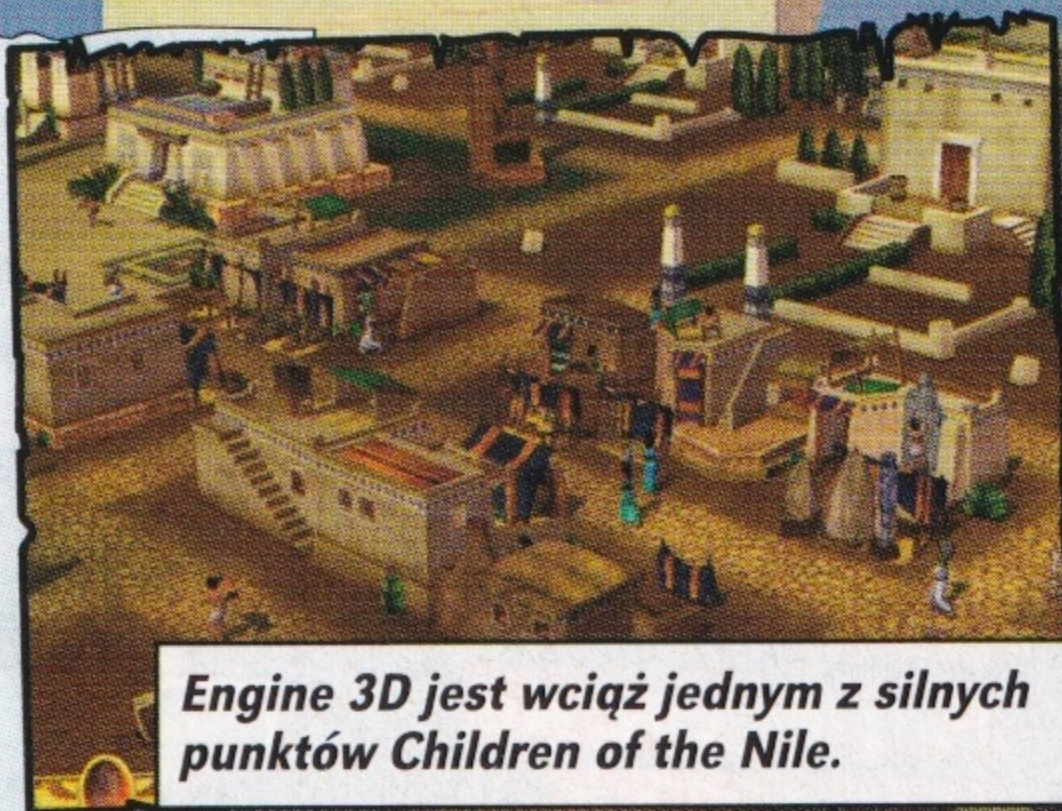 Engine 3D jest wciąż jednym z silnych
punktów Children of the Nile.